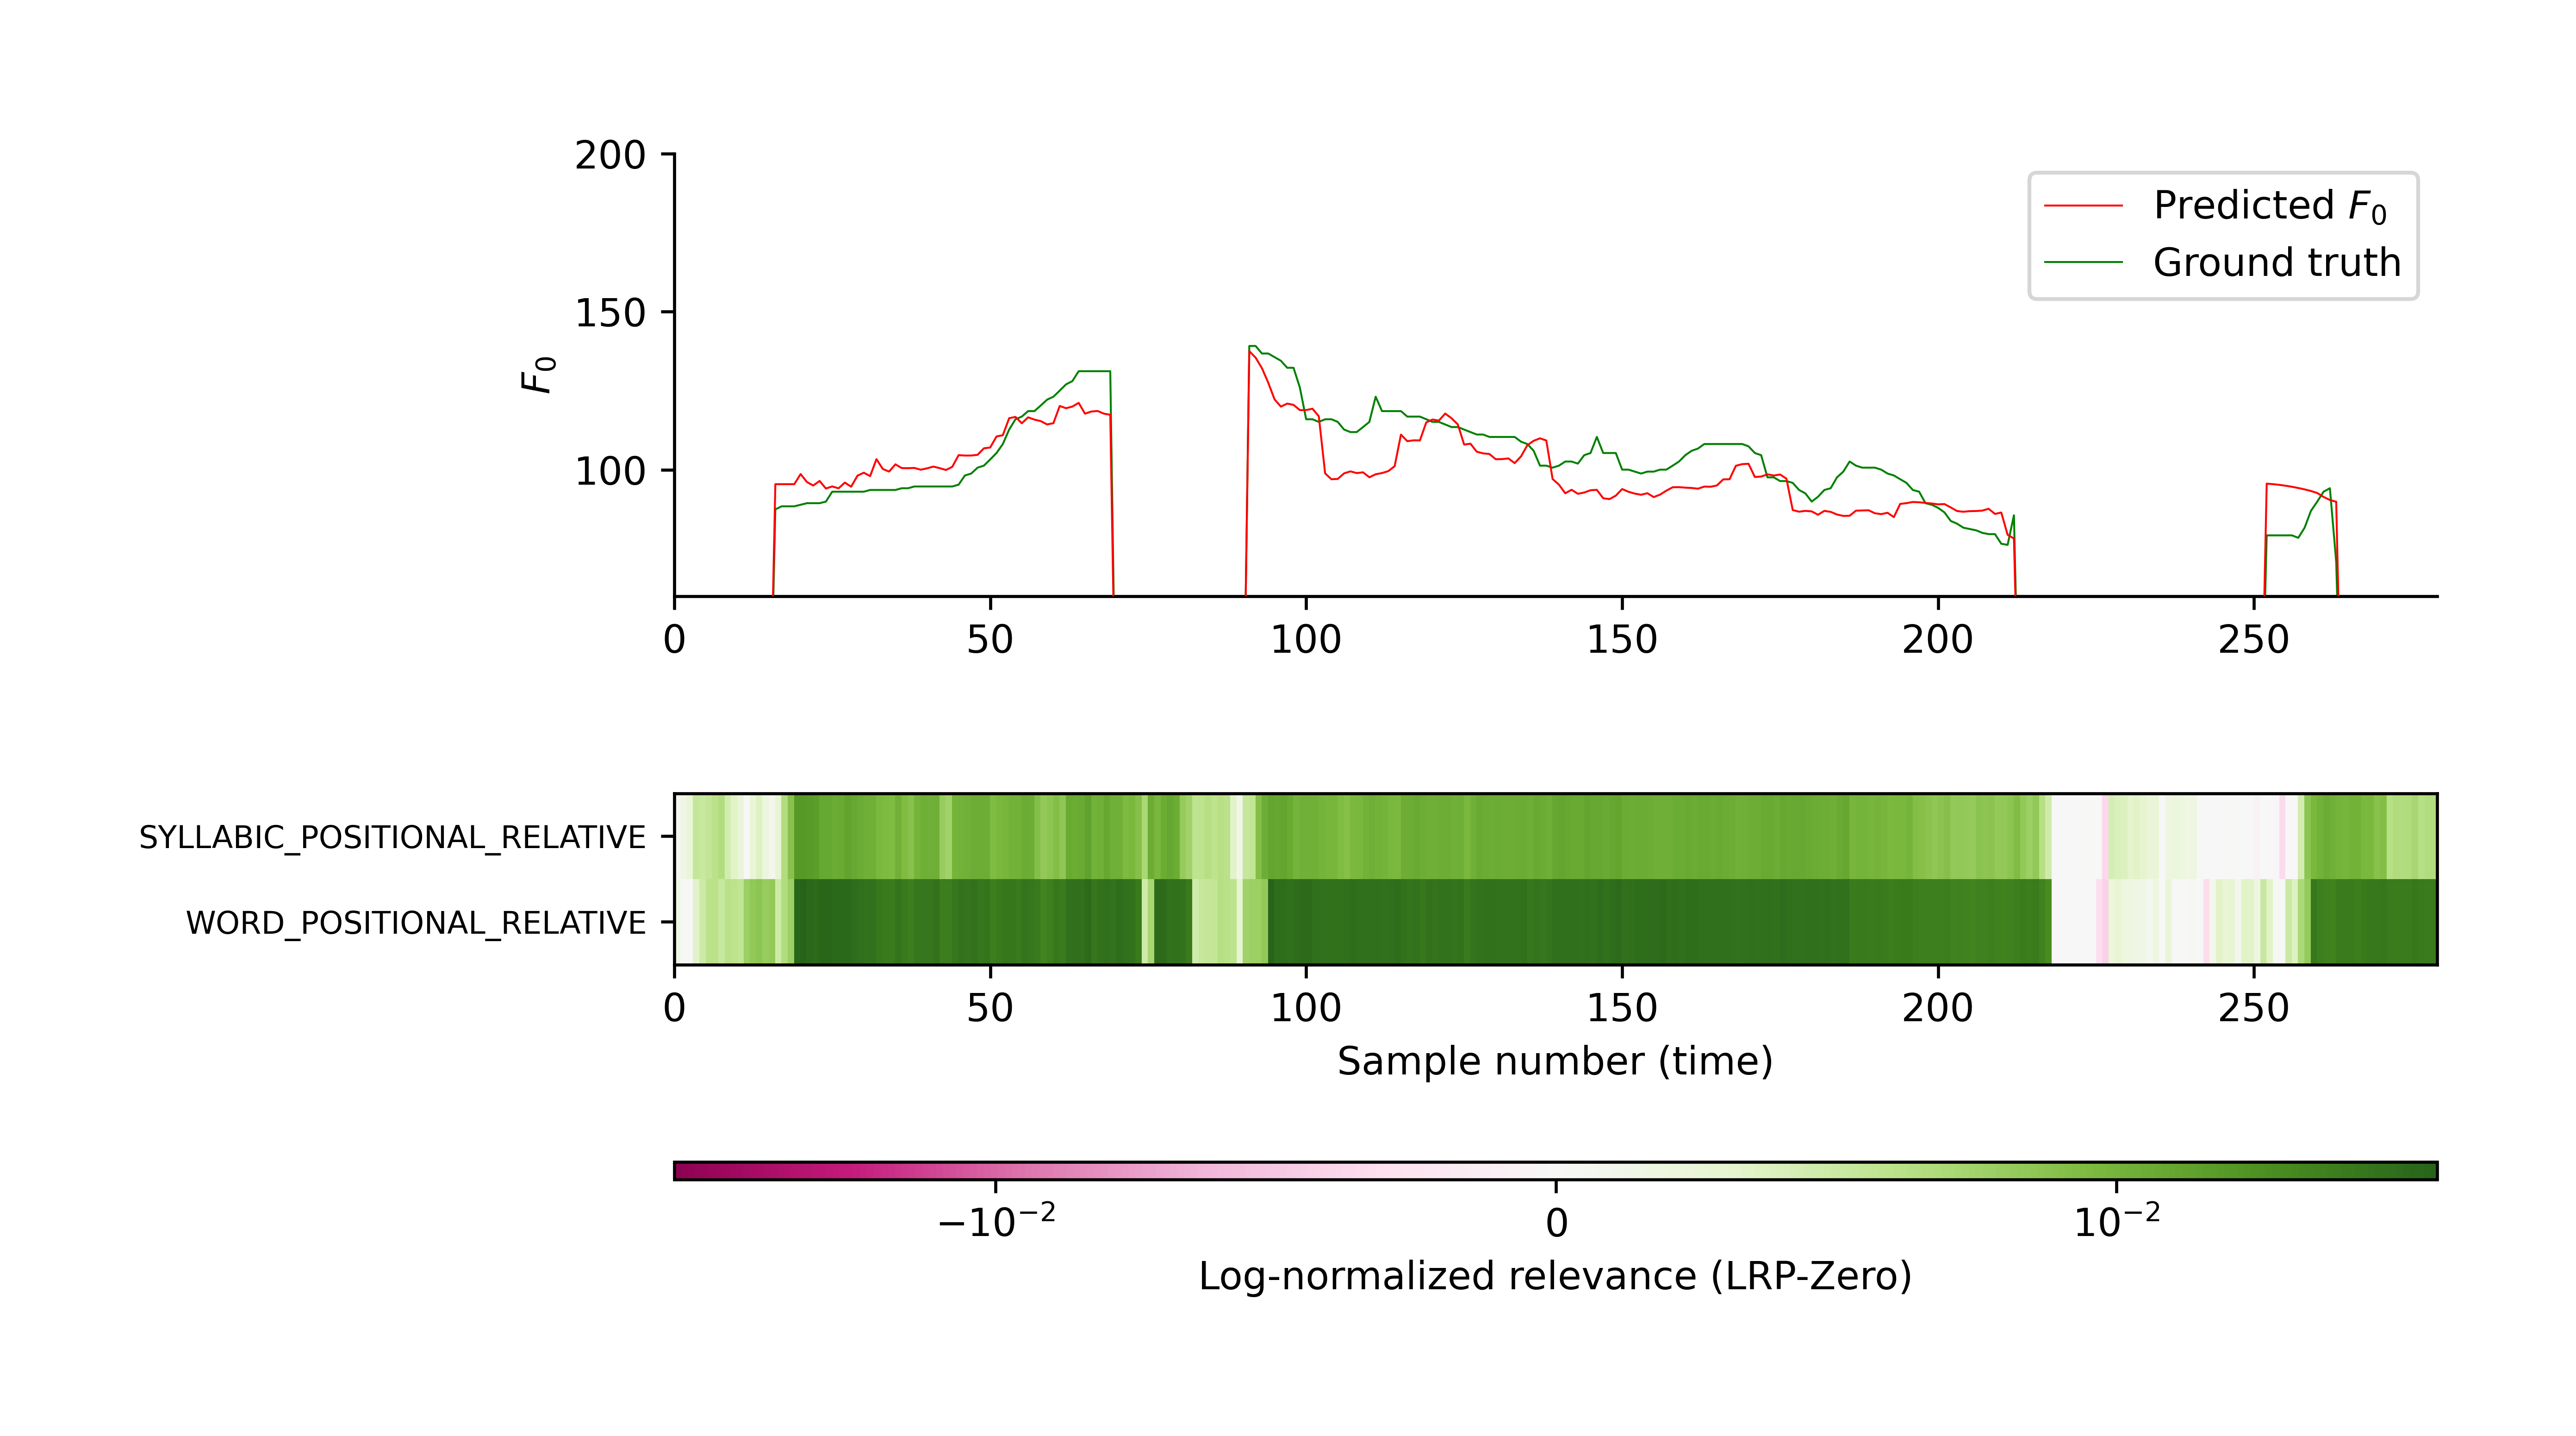 200
150
100
F₀
Predicted F₀
Ground truth
0 50 100 150 200 250
SYLLABIC_POSITIONAL_RELATIVE
WORD_POSITIONAL_RELATIVE
0 50 100 150 200 250
Sample number (time)
−10⁻² 0 10⁻²
Log-normalized relevance (LRP-Zero)